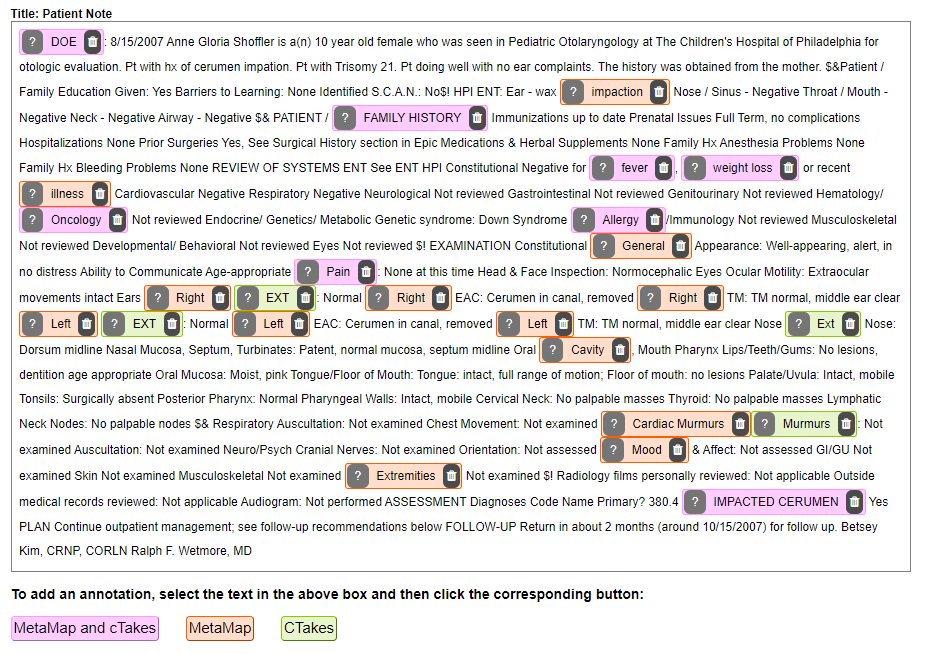 Title: Patient Note
? DOE : 8/15/2007 Anne Gloria Shoffler is a(n) 10 year old female who was seen in Pediatric Otolaryngology at The Children's Hospital of Philadelphia for
otologic evaluation. Pt with hx of cerumen impation. Pt with Trisomy 21. Pt doing well with no ear complaints. The history was obtained from the mother. $&Patient /
Family Education Given: Yes Barriers to Learning: None Identified S.C.A.N.: No$! HPI ENT: Ear - wax ? impaction Nose / Sinus - Negative Throat / Mouth -
Negative Neck - Negative Airway - Negative $& PATIENT / ? FAMILY HISTORY Immunizations up to date Prenatal Issues Full Term, no complications
Hospitalizations None Prior Surgeries Yes, See Surgical History section in Epic Medications & Herbal Supplements None Family Hx Anesthesia Problems None
Family Hx Bleeding Problems None REVIEW OF SYSTEMS ENT See ENT HPI Constitutional Negative for ? fever , ? weight loss or recent
? illness Cardiovascular Negative Respiratory Negative Neurological Not reviewed Gastrointestinal Not reviewed Genitourinary Not reviewed Hematology/
? Oncology Not reviewed Endocrine/ Genetics/ Metabolic Genetic syndrome: Down Syndrome ? Allergy /Immunology Not reviewed Musculoskeletal
Not reviewed Developmental/ Behavioral Not reviewed Eyes Not reviewed $! EXAMINATION Constitutional ? General Appearance: Well-appearing, alert, in
no distress Ability to Communicate Age-appropriate ? Pain : None at this time Head & Face Inspection: Normocephalic Eyes Ocular Motility: Extraocular
movements intact Ears ? Right ? EXT : Normal ? Right EAC: Cerumen in canal, removed ? Right TM: TM normal, middle ear clear
? Left ? EXT : Normal ? Left EAC: Cerumen in canal, removed ? Left TM: TM normal, middle ear clear Nose ? Ext Nose:
Dorsum midline Nasal Mucosa, Septum, Turbinates: Patent, normal mucosa, septum midline Oral ? Cavity , Mouth Pharynx Lips/Teeth/Gums: No lesions,
dentition age appropriate Oral Mucosa: Moist, pink Tongue/Floor of Mouth: Tongue: intact, full range of motion; Floor of mouth: no lesions Palate/Uvula: Intact, mobile
Tonsils: Surgically absent Posterior Pharynx: Normal Pharyngeal Walls: Intact, mobile Cervical Neck: No palpable masses Thyroid: No palpable masses Lymphatic
Neck Nodes: No palpable nodes $& Respiratory Auscultation: Not examined Chest Movement: Not examined ? Cardiac Murmurs ? Murmurs : Not
examined Auscultation: Not examined Neuro/Psych Cranial Nerves: Not examined Orientation: Not assessed ? Mood & Affect: Not assessed GI/GU Not
examined Skin Not examined Musculoskeletal Not examined ? Extremities Not examined $! Radiology films personally reviewed: Not applicable Outside
medical records reviewed: Not applicable Audiogram: Not performed ASSESSMENT Diagnoses Code Name Primary? 380.4 ? IMPACTED CERUMEN Yes
PLAN Continue outpatient management; see follow-up recommendations below FOLLOW-UP Return in about 2 months (around 10/15/2007) for follow up. Betsey
Kim, CRNP, CORLN Ralph F. Wetmore, MD
To add an annotation, select the text in the above box and then click the corresponding button:
MetaMap and cTakes MetaMap CTakes